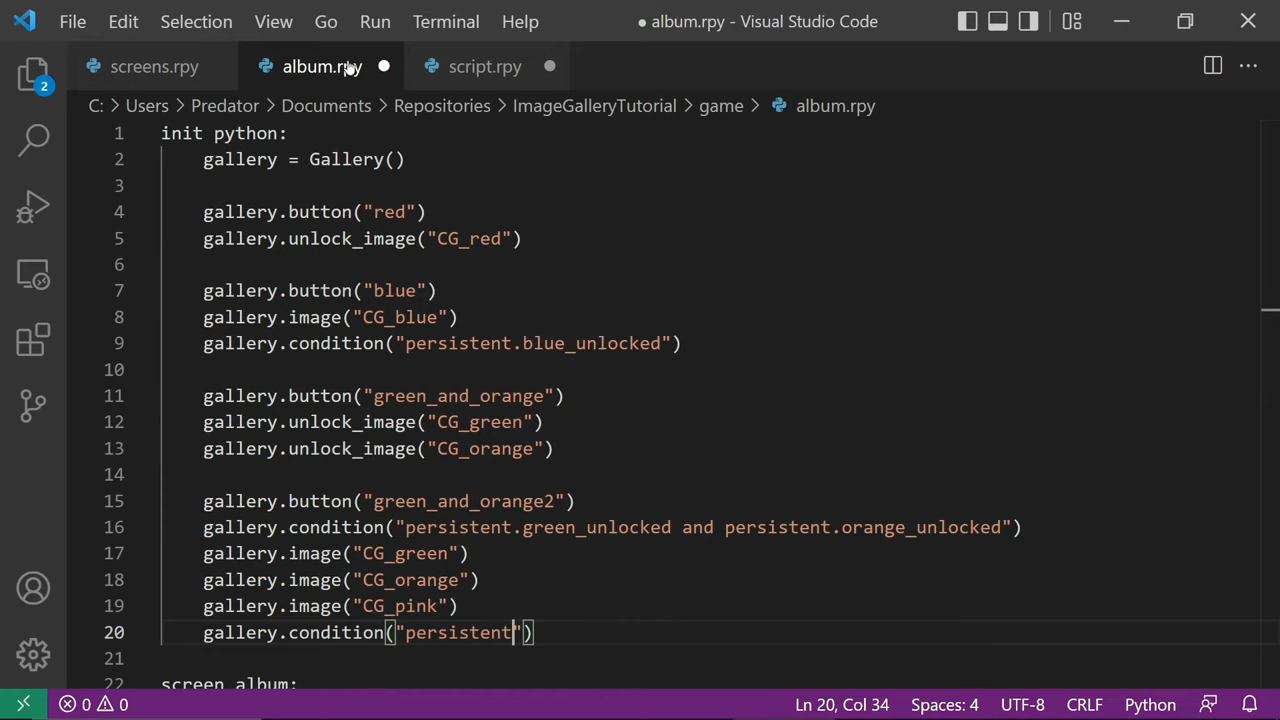 File Edit Selection View Go Run Terminal Help ● album.rpy - Visual Studio Code
screens.rpy album.rpy script.rpy
C: > Users > Predator > Documents > Repositories > ImageGalleryTutorial > game > album.rpy
2
1 init python:
2 gallery = Gallery()
3
4 gallery.button("red")
5 gallery.unlock_image("CG_red")
6
7 gallery.button("blue")
8 gallery.image("CG_blue")
9 gallery.condition("persistent.blue_unlocked")
10
11 gallery.button("green_and_orange")
12 gallery.unlock_image("CG_green")
13 gallery.unlock_image("CG_orange")
14
15 gallery.button("green_and_orange2")
16 gallery.condition("persistent.green_unlocked and persistent.orange_unlocked")
17 gallery.image("CG_green")
18 gallery.image("CG_orange")
19 gallery.image("CG_pink")
20 gallery.condition("persistent")
21
22 screen album:
0 0 Ln 20, Col 34 Spaces: 4 UTF-8 CRLF Python